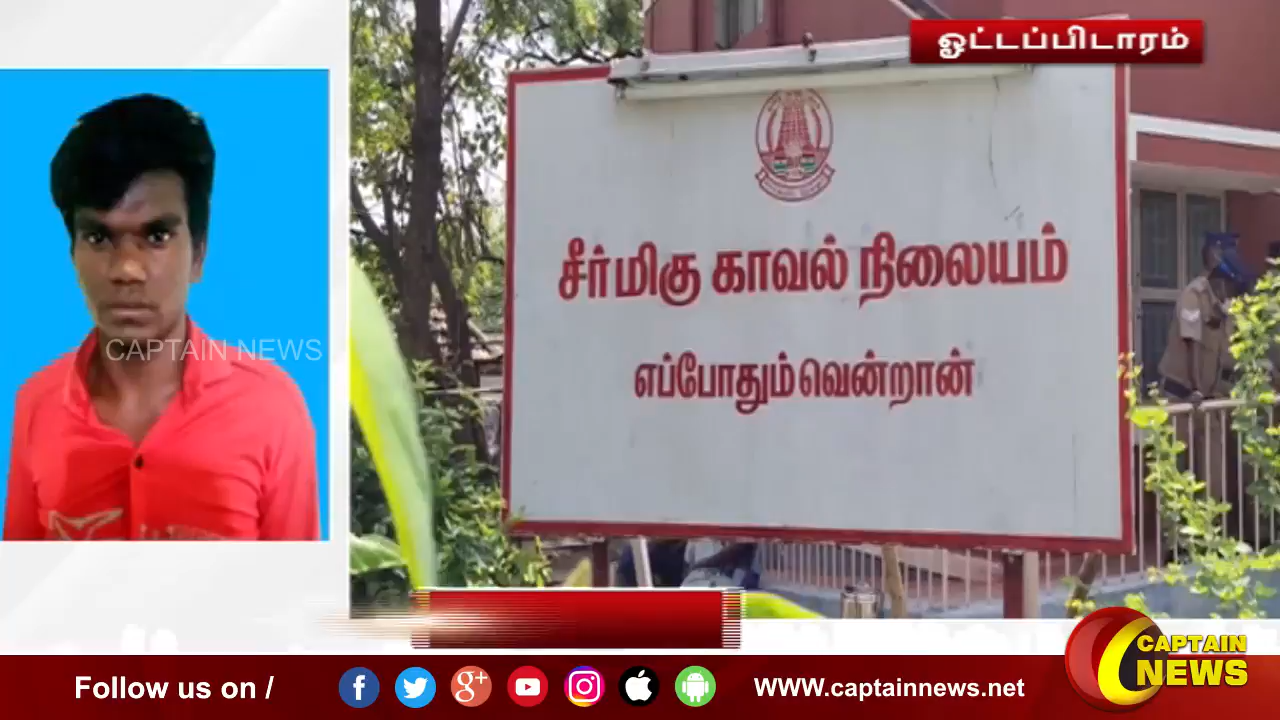 ஓட்டப்பிடாரம்
சீர்மிகு காவல் நிலையம்
எப்போதும்வென்றான்
CAPTAIN NEWS
Follow us on /
WWW.captainnews.net
CAPTAIN
NEWS